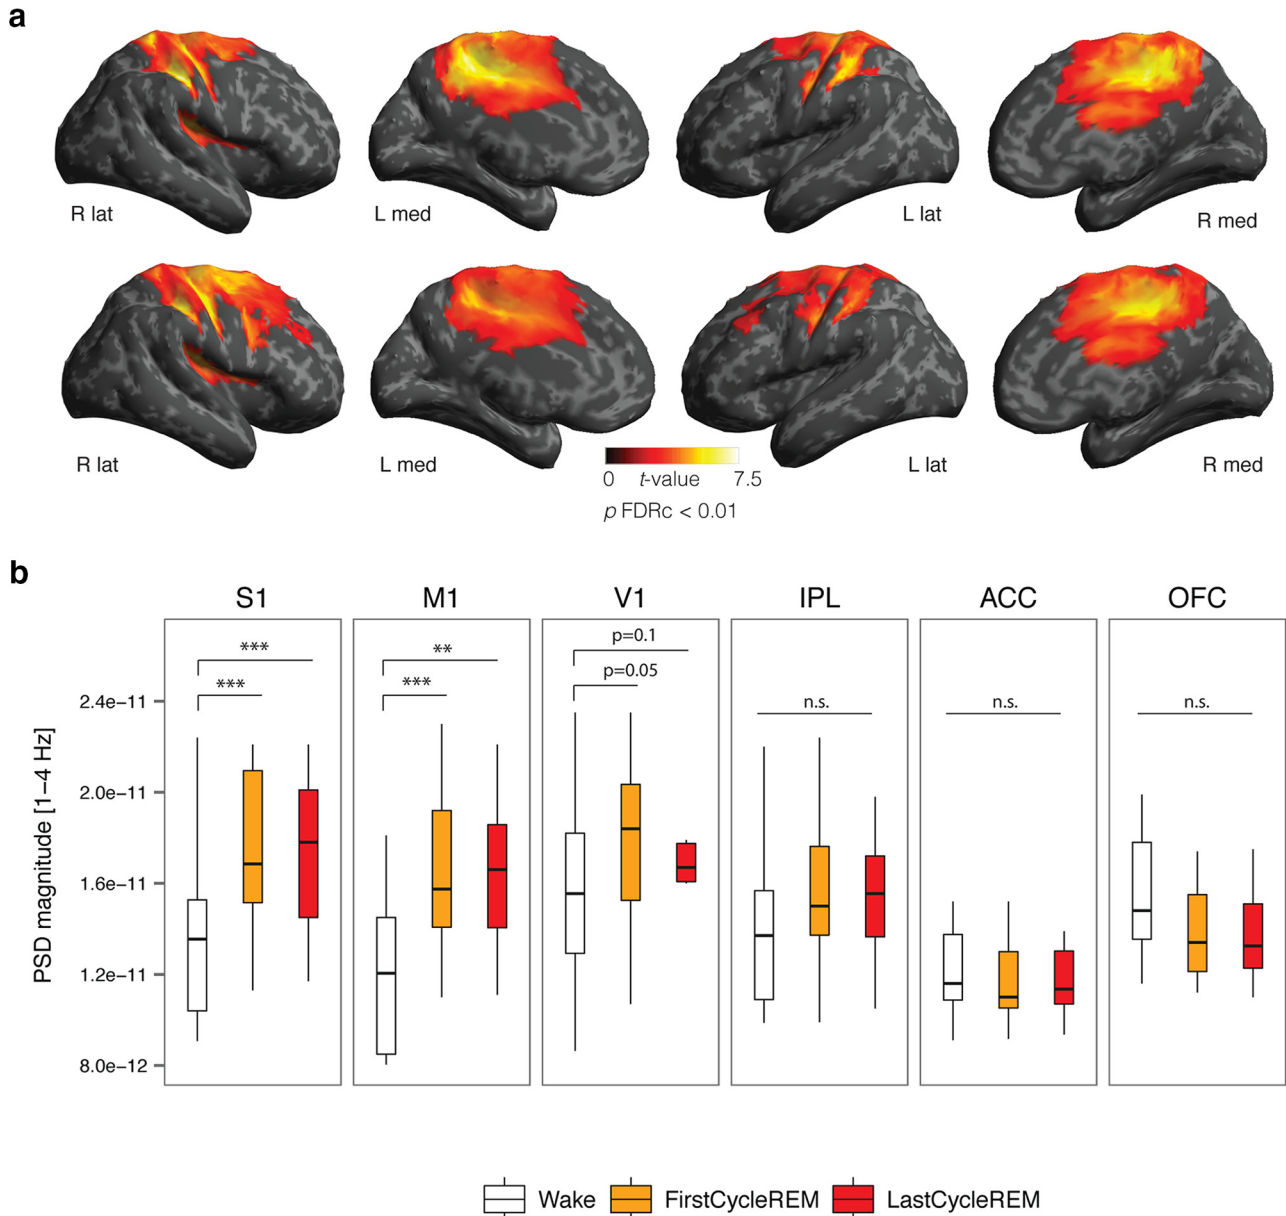 a
R lat
L med
L lat
R med
R lat
L med
L lat
R med
0 t-value 7.5
p FDRc < 0.01
b
S1 M1 V1 IPL ACC OFC
PSD magnitude [1–4 Hz]
2.4e−11
2.0e−11
1.6e−11
1.2e−11
8.0e−12
***
***
**
***
p=0.1
p=0.05
n.s.
n.s.
n.s.
Wake FirstCycleREM LastCycleREM